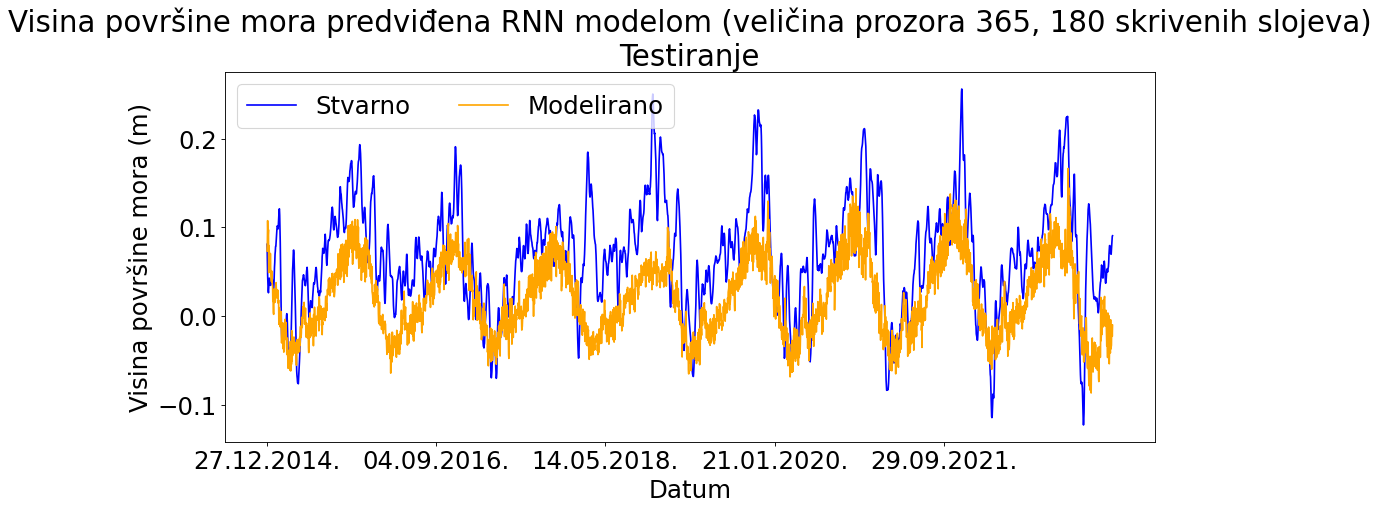 Visina površine mora predviđena RNN modelom (veličina prozora 365, 180 skrivenih slojeva)
Testiranje
Stvarno
Modelirano
Visina površine mora (m)
0.2
0.1
0.0
−0.1
27.12.2014.
04.09.2016.
14.05.2018.
21.01.2020.
29.09.2021.
Datum